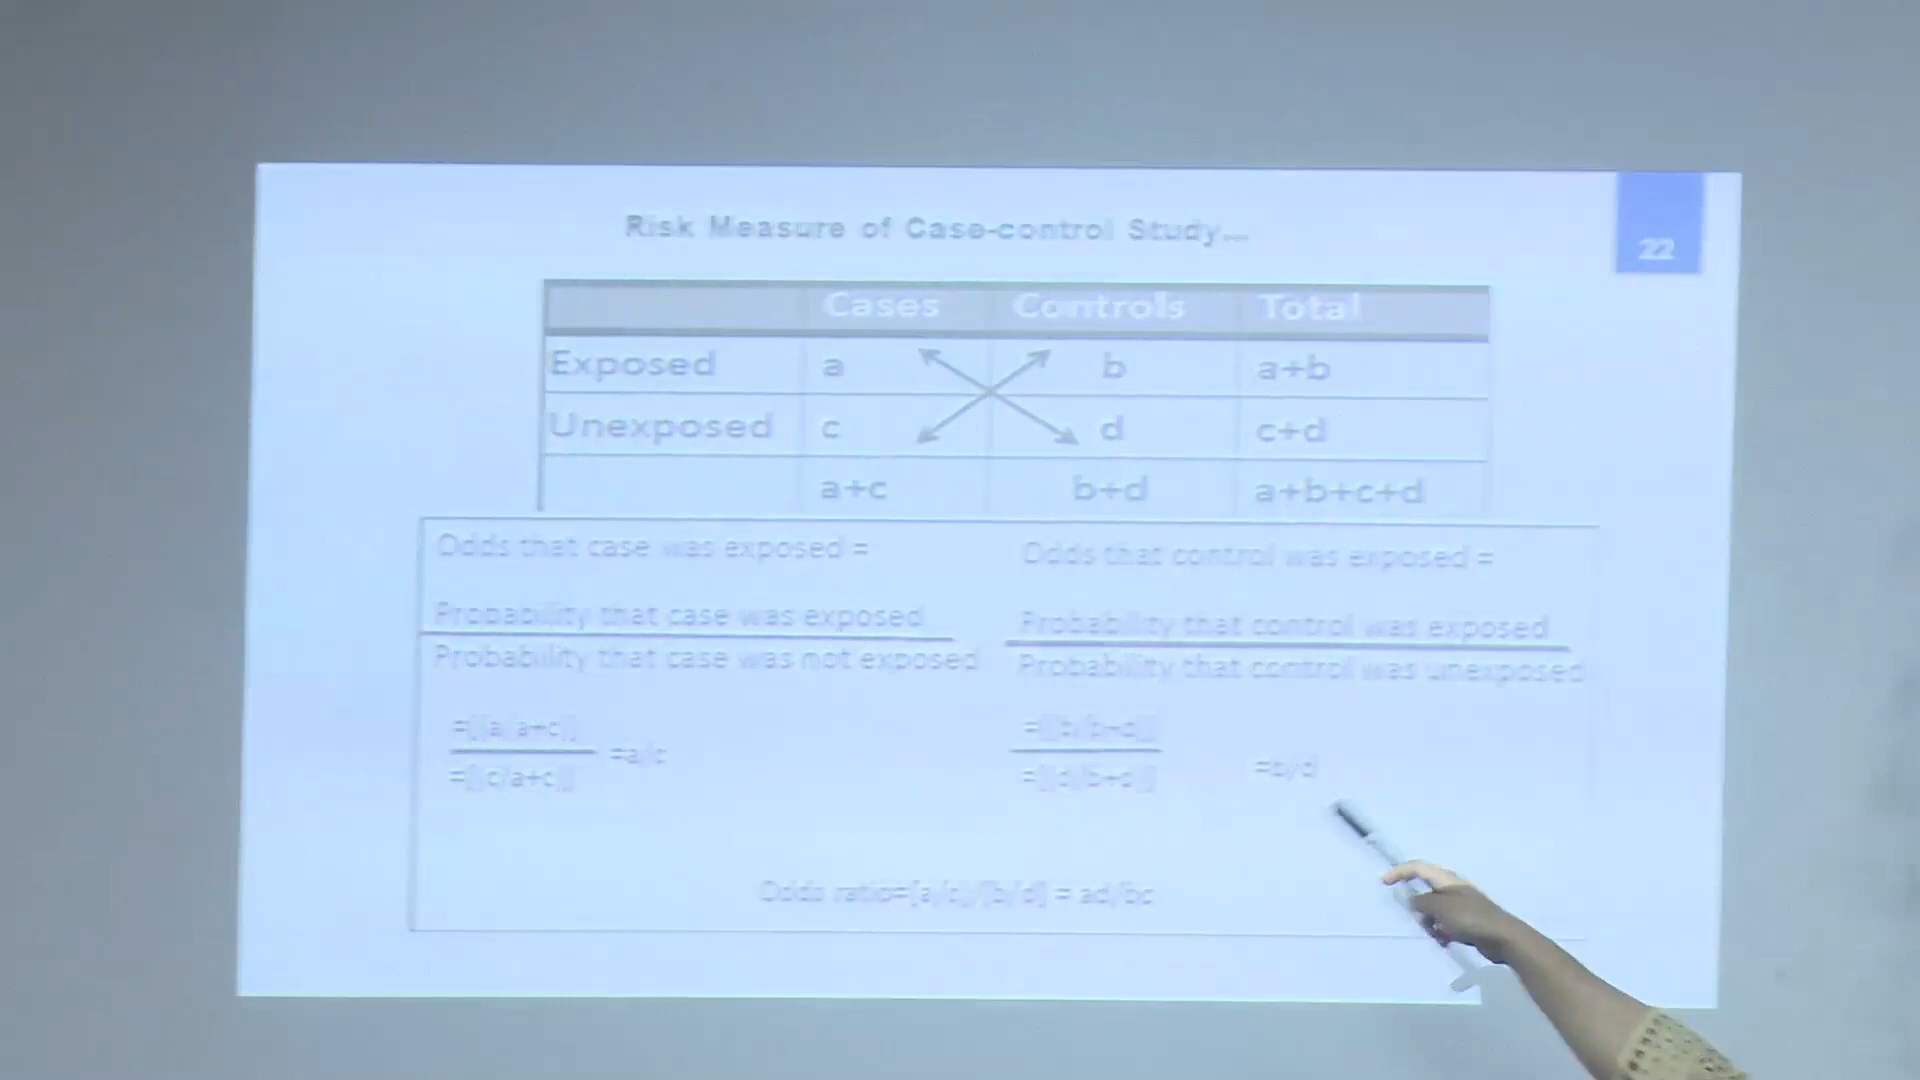 Risk Measure of Case-control Study...
22
Cases Controls Total
Exposed a b a+b
Unexposed c d c+d
a+c b+d a+b+c+d
Odds that case was exposed = Odds that control was exposed =
Probability that case was exposed Probability that control was exposed
Probability that case was not exposed Probability that control was unexposed
=[(a/a+c)] =[(b/b+d)]
=a/c =b/d
=[(c/a+c)] =[(d/b+d)]
Odds ratio=[a/c]/[b/d] = ad/bc